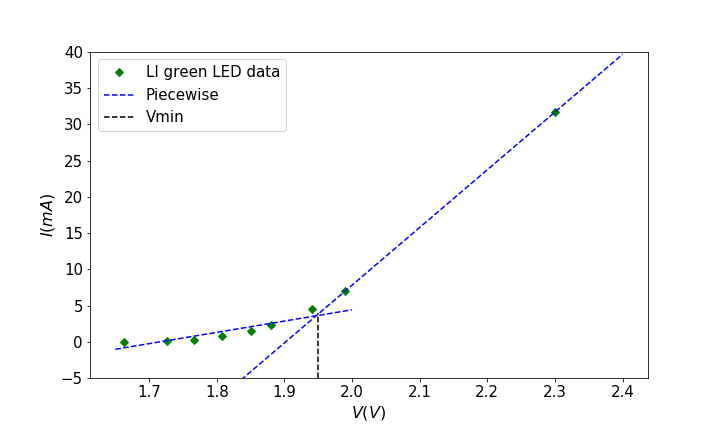 LI green LED data
Piecewise
Vmin
40
35
30
25
20
15
10
5
0
−5
I(mA)
1.7 1.8 1.9 2.0 2.1 2.2 2.3 2.4
V(V)